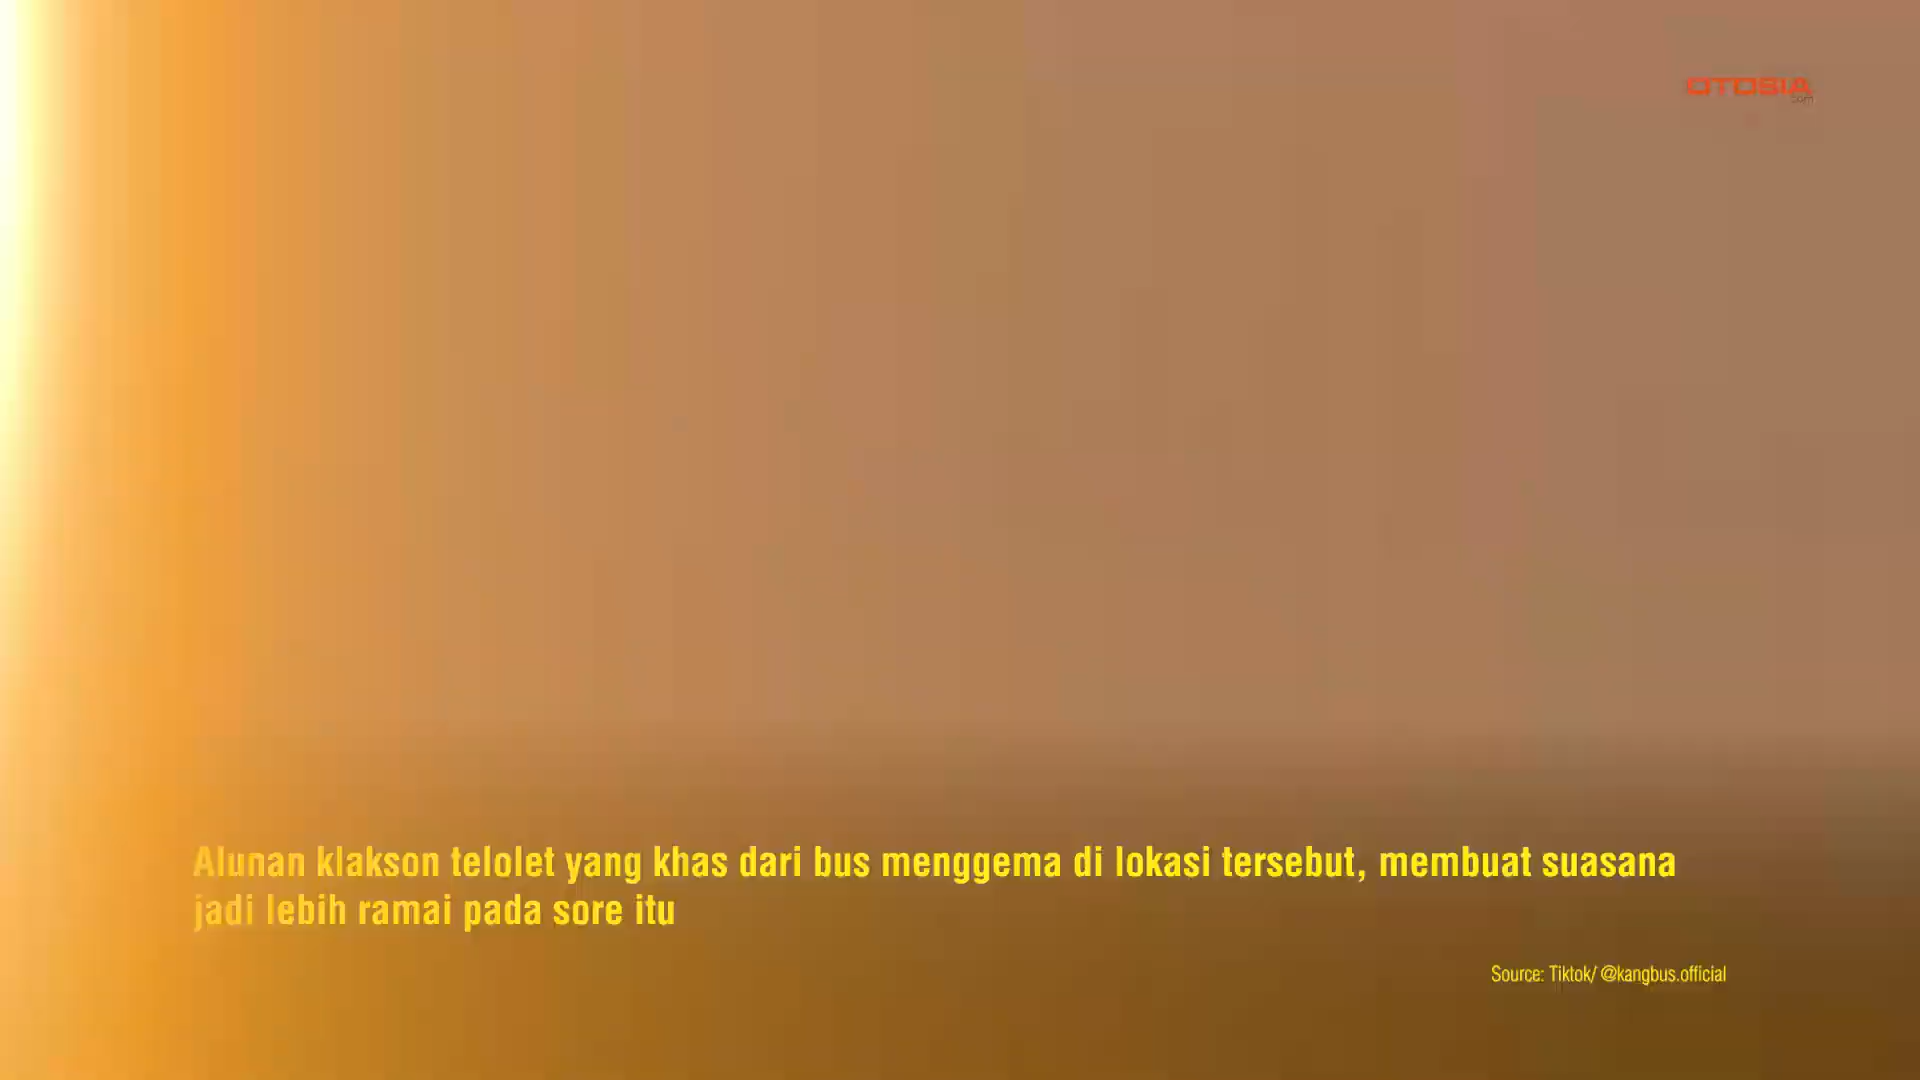 OTOSIA
.com
Alunan klakson telolet yang khas dari bus menggema di lokasi tersebut, membuat suasana
jadi lebih ramai pada sore itu
Source: Tiktok/ @kangbus.official